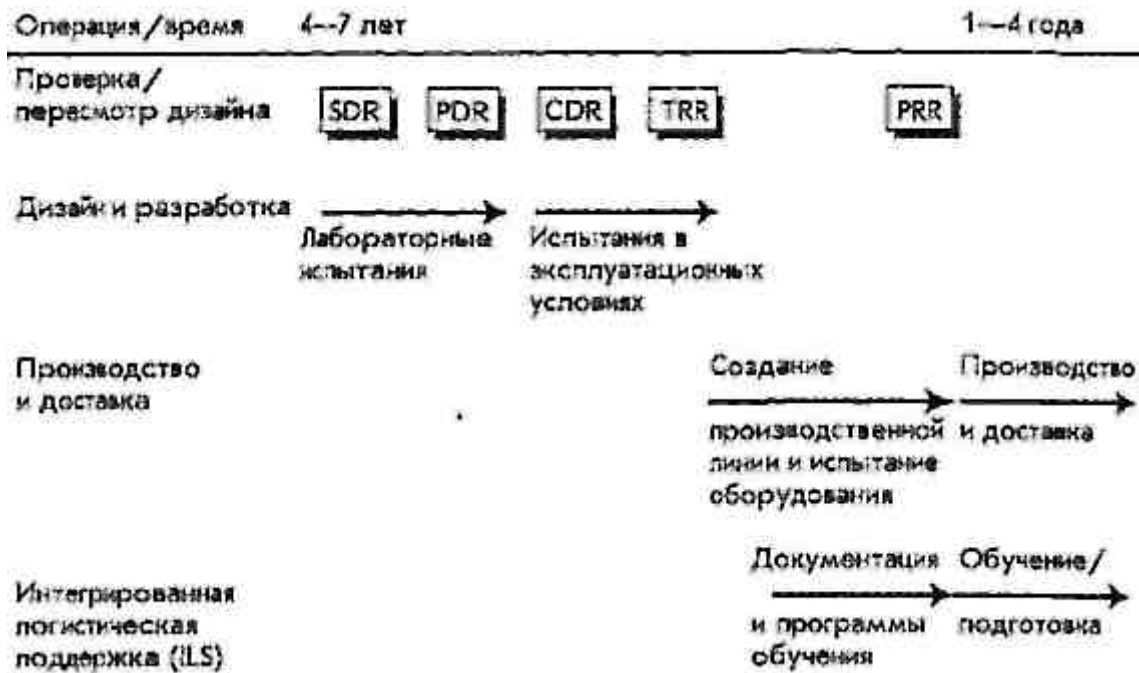 Операция/время 4—7 лет 1—4 года
Проверка/
пересмотр дизайна SDR PDR CDR TRR PRR
Дизайн и разработка
Лабораторные Испытания в
испытания эксплуатационных
условиях
Производство Создание Производство
и доставка
производственной и доставка
линии и испытание
оборудования
Документация Обучение/
Интегрированная
логистическая и программы подготовка
поддержка (ILS) обучения